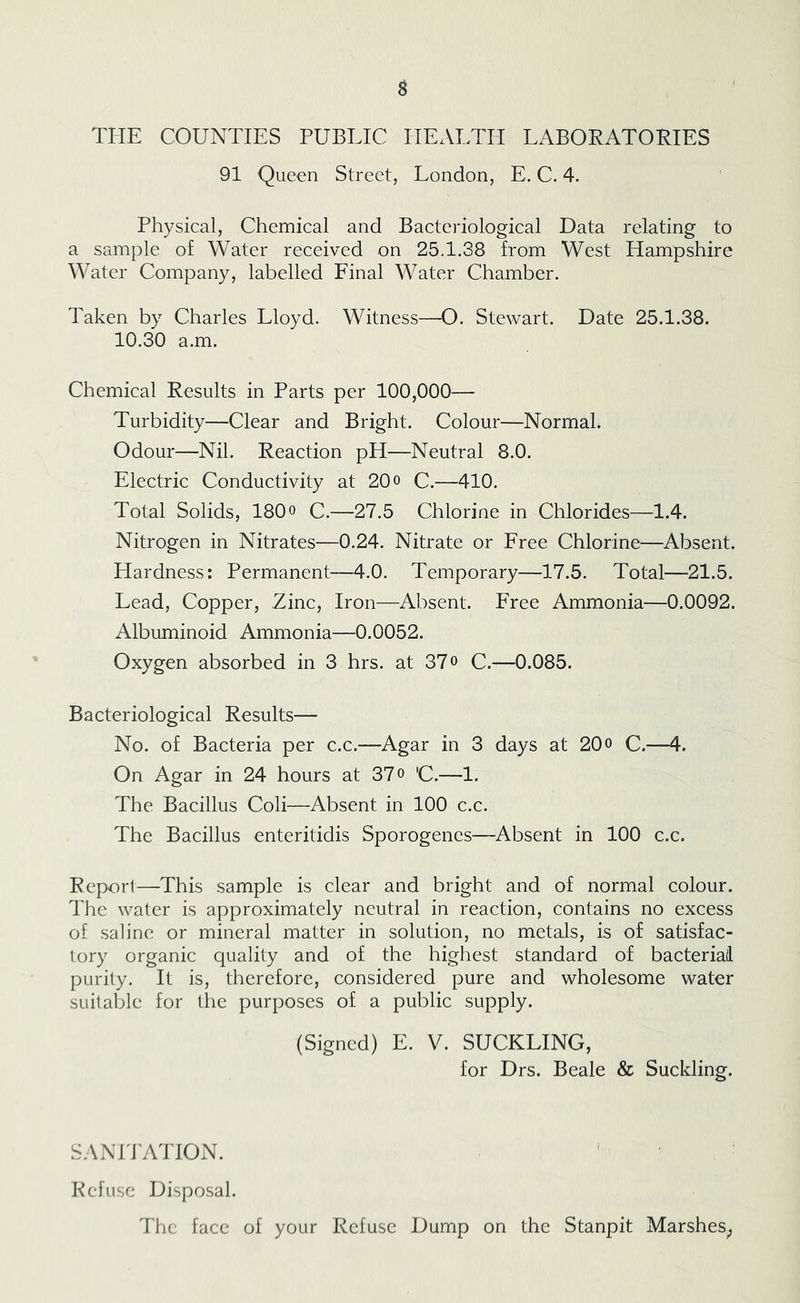 8
THE COUNTIES PUBLIC HEALTH LABORATORIES
91 Queen Street, London, E. C. 4.
Physical, Chemical and Bacteriological Data relating to
a sample of Water received on 25.1.38 from West Hampshire
Water Company, labelled Final Water Chamber.
Taken by Charles Lloyd. Witness—O. Stewart. Date 25.1.38.
10.30 a.m.
Chemical Results in Parts per 100,000—
Turbidity—Clear and Bright. Colour—Normal.
Odour—Nil. Reaction pH—Neutral 8.0.
Electric Conductivity at 20o C.—410.
Total Solids, 180o C.—27.5 Chlorine in Chlorides—1.4.
Nitrogen in Nitrates—0.24. Nitrate or Free Chlorine—Absent.
Hardness: Permanent—4.0. Temporary—17.5. Total—21.5.
Lead, Copper, Zinc, Iron—Absent. Free Ammonia—0.0092.
Albuminoid Ammonia—0.0052.
Oxygen absorbed in 3 hrs. at 37o C.—0.085.
Bacteriological Results—
No. of Bacteria per c.c.—Agar in 3 days at 20o C.—4.
On Agar in 24 hours at 37o 'C.—1.
The Bacillus Coli—Absent in 100 c.c.
The Bacillus enteritidis Sporogenes—Absent in 100 c.c.
Report—This sample is clear and bright and of normal colour.
The water is approximately neutral in reaction, contains no excess
of saline or mineral matter in solution, no metals, is of satisfac-
tory organic quality and of the highest standard of bacterial
purity. It is, therefore, considered pure and wholesome water
suitable for the purposes of a public supply.
(Signed) E. V. SUCKLING,
for Drs. Beale & Suckling.
SANITATION.
Refuse Disposal.
The face of your Refuse Dump on the Stanpit Marshes,